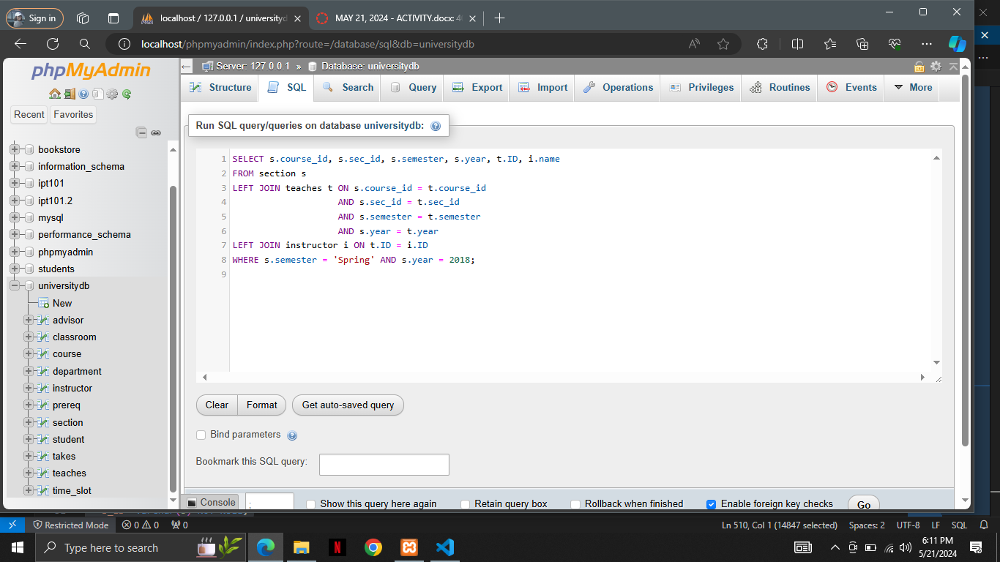 Sign in
localhost / 127.0.0.1 / universityd
MAY 21, 2024 - ACTIVITY.docx:
localhost/phpmyadmin/index.php?route=/database/sql&db=universitydb
phpMyAdmin
Recent
Favorites
bookstore
information_schema
ipt101
ipt101.2
mysql
performance_schema
phpmyadmin
students
universitydb
New
advisor
classroom
course
department
instructor
prereq
section
student
takes
teaches
time_slot
Server: 127.0.0.1 » Database: universitydb
Structure
SQL
Search
Query
Export
Import
Operations
Privileges
Routines
Events
More
Run SQL query/queries on database universitydb:
1 SELECT s.course_id, s.sec_id, s.semester, s.year, t.ID, i.name
2 FROM section s
3 LEFT JOIN teaches t ON s.course_id = t.course_id
4 AND s.sec_id = t.sec_id
5 AND s.semester = t.semester
6 AND s.year = t.year
7 LEFT JOIN instructor i ON t.ID = i.ID
8 WHERE s.semester = 'Spring' AND s.year = 2018;
9
Clear
Format
Get auto-saved query
Bind parameters
Bookmark this SQL query:
Console
;
Show this query here again
Retain query box
Rollback when finished
Enable foreign key checks
Go
Restricted Mode
0
0
0
Ln 510, Col 1 (14847 selected)
Spaces: 2
UTF-8
LF
SQL
Type here to search
6:11 PM
5/21/2024